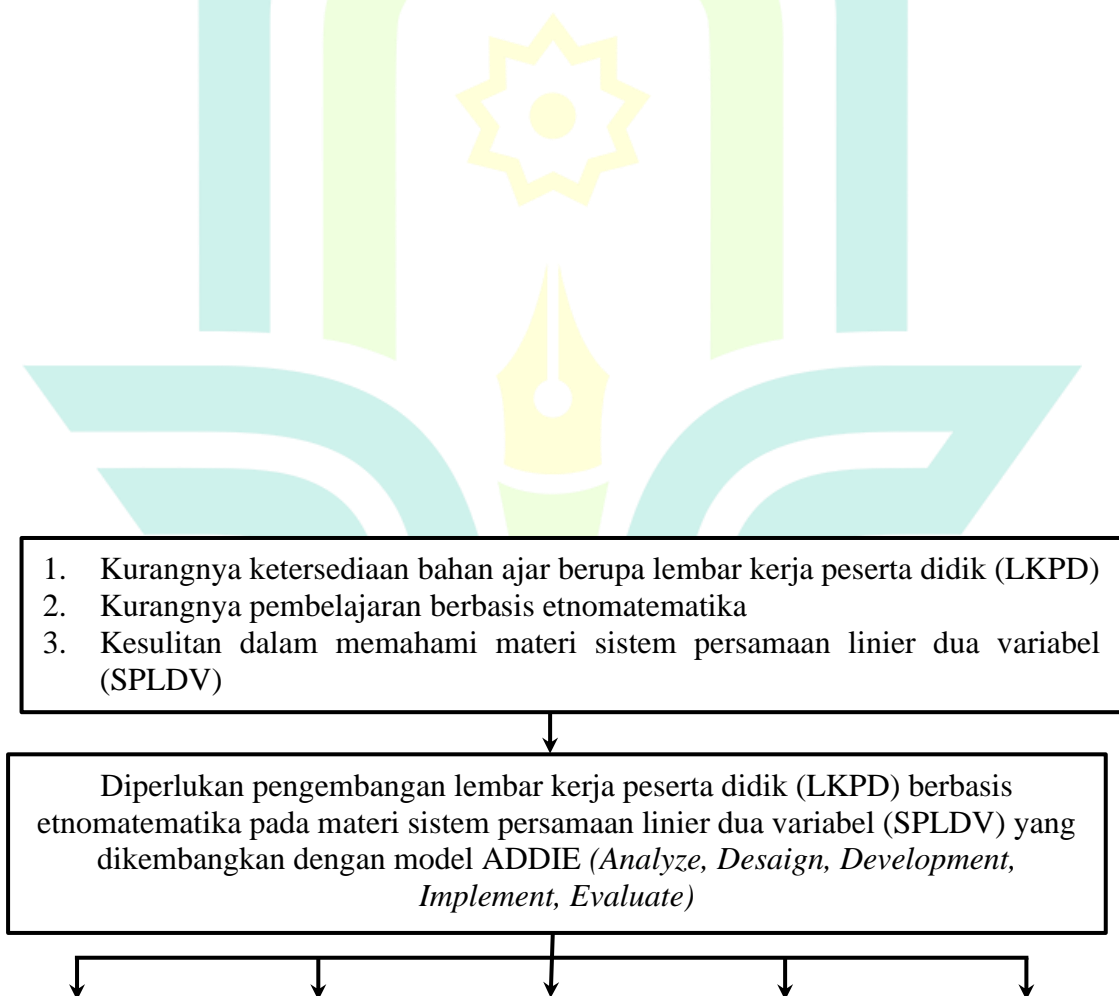 1. Kurangnya ketersediaan bahan ajar berupa lembar kerja peserta didik (LKPD)
2. Kurangnya pembelajaran berbasis etnomatematika
3. Kesulitan dalam memahami materi sistem persamaan linier dua variabel
(SPLDV)
Diperlukan pengembangan lembar kerja peserta didik (LKPD) berbasis
etnomatematika pada materi sistem persamaan linier dua variabel (SPLDV) yang
dikembangkan dengan model ADDIE (Analyze, Desaign, Development,
Implement, Evaluate)